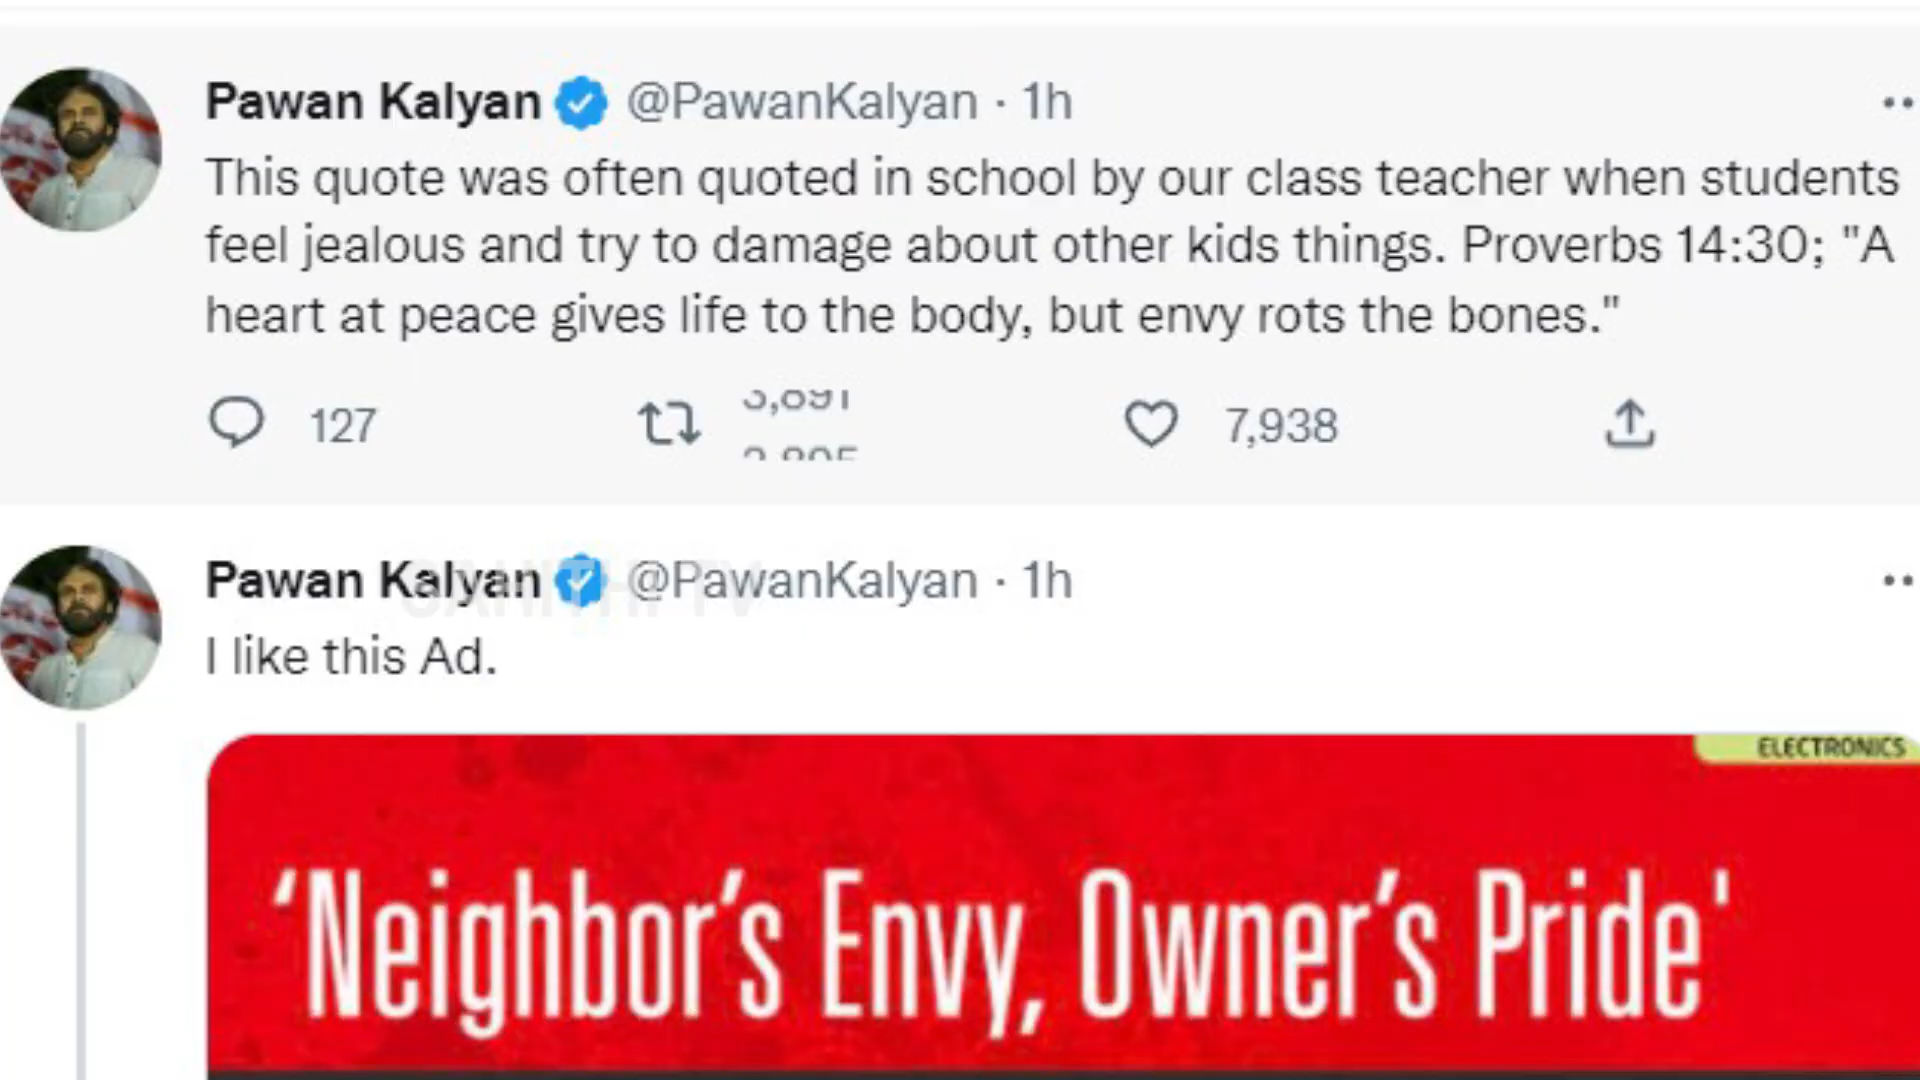 Pawan Kalyan @PawanKalyan · 1h
This quote was often quoted in school by our class teacher when students
feel jealous and try to damage about other kids things. Proverbs 14:30; "A
heart at peace gives life to the body, but envy rots the bones."
127 3,891 7,938
Pawan Kalyan @PawanKalyan · 1h
SANITHI TV
I like this Ad.
ELECTRONICS
‘Neighbor’s Envy, Owner’s Pride'